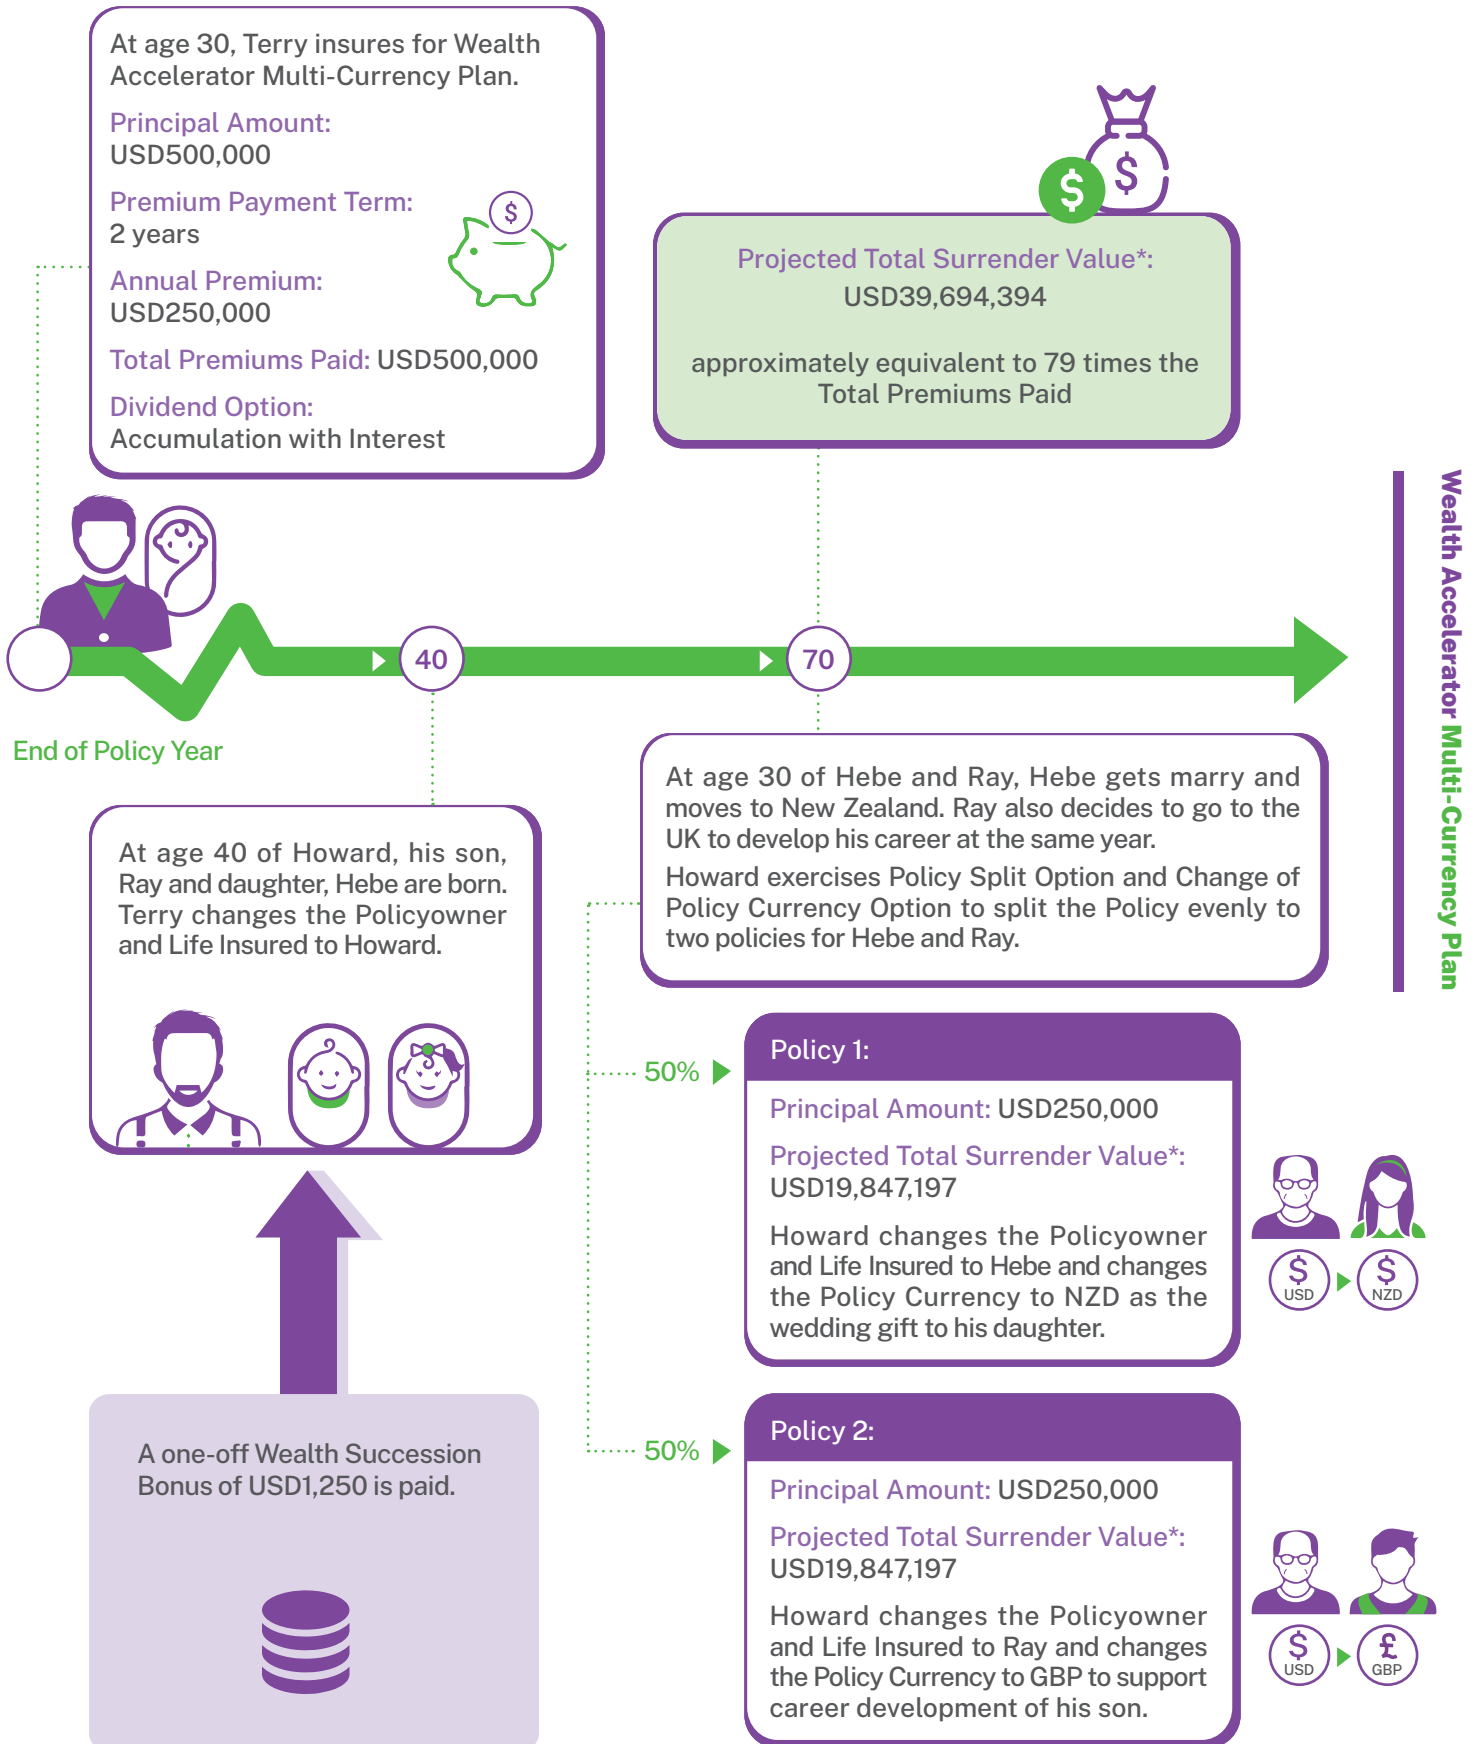 At age 30, Terry insures for Wealth
Accelerator Multi-Currency Plan.
Principal Amount:
USD500,000
Premium Payment Term:
2 years
Annual Premium:
USD250,000
Total Premiums Paid: USD500,000
Dividend Option:
Accumulation with Interest
$
$
$
Projected Total Surrender Value*:
USD39,694,394
approximately equivalent to 79 times the
Total Premiums Paid
Wealth Accelerator Multi-Currency Plan
40
70
End of Policy Year
At age 40 of Howard, his son,
Ray and daughter, Hebe are born.
Terry changes the Policyowner
and Life Insured to Howard.
A one-off Wealth Succession
Bonus of USD1,250 is paid.
At age 30 of Hebe and Ray, Hebe gets marry and
moves to New Zealand. Ray also decides to go to the
UK to develop his career at the same year.
Howard exercises Policy Split Option and Change of
Policy Currency Option to split the Policy evenly to
two policies for Hebe and Ray.
50%
Policy 1:
Principal Amount: USD250,000
Projected Total Surrender Value*:
USD19,847,197
Howard changes the Policyowner
and Life Insured to Hebe and changes
the Policy Currency to NZD as the
wedding gift to his daughter.
$ USD
$ NZD
50%
Policy 2:
Principal Amount: USD250,000
Projected Total Surrender Value*:
USD19,847,197
Howard changes the Policyowner
and Life Insured to Ray and changes
the Policy Currency to GBP to support
career development of his son.
$ USD
£ GBP